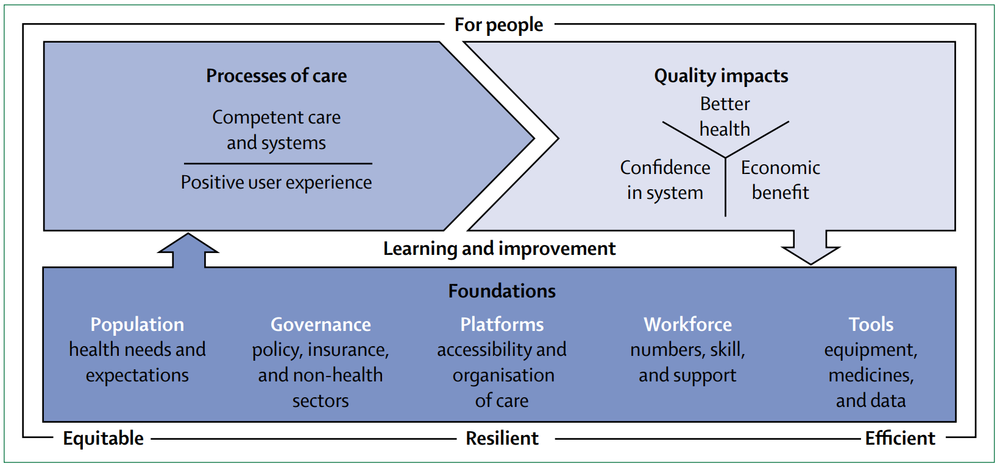 For people
Processes of care
Competent care
and systems
Positive user experience
Quality impacts
Better
health
Confidence
in system
Economic
benefit
Learning and improvement
Foundations
Population
health needs and
expectations
Governance
policy, insurance,
and non-health
sectors
Platforms
accessibility and
organisation
of care
Workforce
numbers, skill,
and support
Tools
equipment,
medicines,
and data
Equitable
Resilient
Efficient